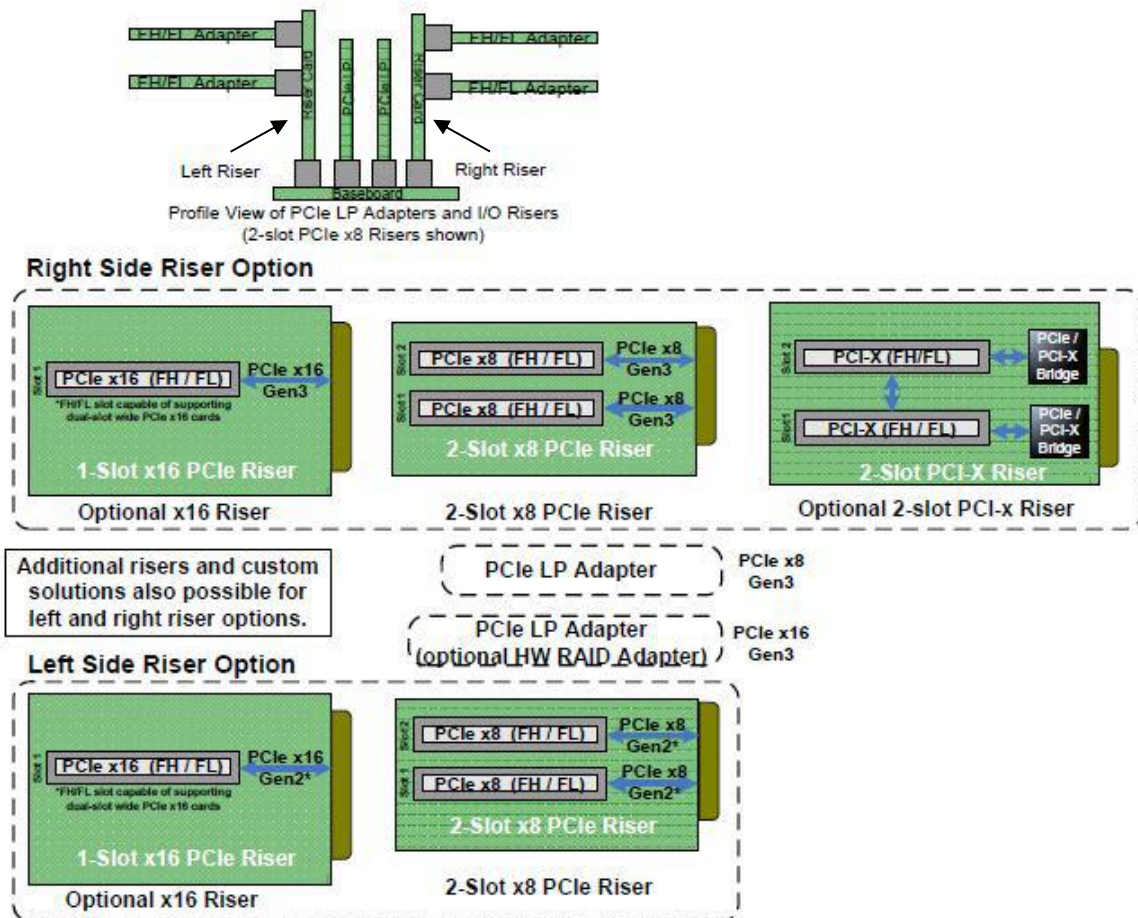 FH/FL Adapter
FH/FL Adapter
FH/FL Adapter
FH/FL Adapter
Riser Card
PCIe LP
PCIe LP
Riser Card
Left Riser
Right Riser
Baseboard
Profile View of PCIe LP Adapters and I/O Risers
(2-slot PCIe x8 Risers shown)
Right Side Riser Option
Slot 1
PCIe x16 (FH / FL)
PCIe x16
Gen3
*FH/FL slot capable of supporting
dual-slot wide PCIe x16 cards
1-Slot x16 PCIe Riser
Optional x16 Riser
Slot 2
PCIe x8 (FH / FL)
PCIe x8
Gen3
Slot 1
PCIe x8 (FH / FL)
PCIe x8
Gen3
2-Slot x8 PCIe Riser
2-Slot x8 PCIe Riser
Slot 2
PCI-X (FH/FL)
PCIe /
PCI-X
Bridge
Slot 1
PCI-X (FH / FL)
PCIe /
PCI-X
Bridge
2-Slot PCI-X Riser
Optional 2-slot PCI-x Riser
Additional risers and custom
solutions also possible for
left and right riser options.
PCIe LP Adapter
PCIe x8
Gen3
PCIe LP Adapter
(optional HW RAID Adapter)
PCIe x16
Gen3
Left Side Riser Option
Slot 1
PCIe x16 (FH / FL)
PCIe x16
Gen2*
*FH/FL slot capable of supporting
dual-slot wide PCIe x16 cards
1-Slot x16 PCIe Riser
Optional x16 Riser
Slot 2
PCIe x8 (FH / FL)
PCIe x8
Gen2*
Slot 1
PCIe x8 (FH / FL)
PCIe x8
Gen2*
2-Slot x8 PCIe Riser
2-Slot x8 PCIe Riser